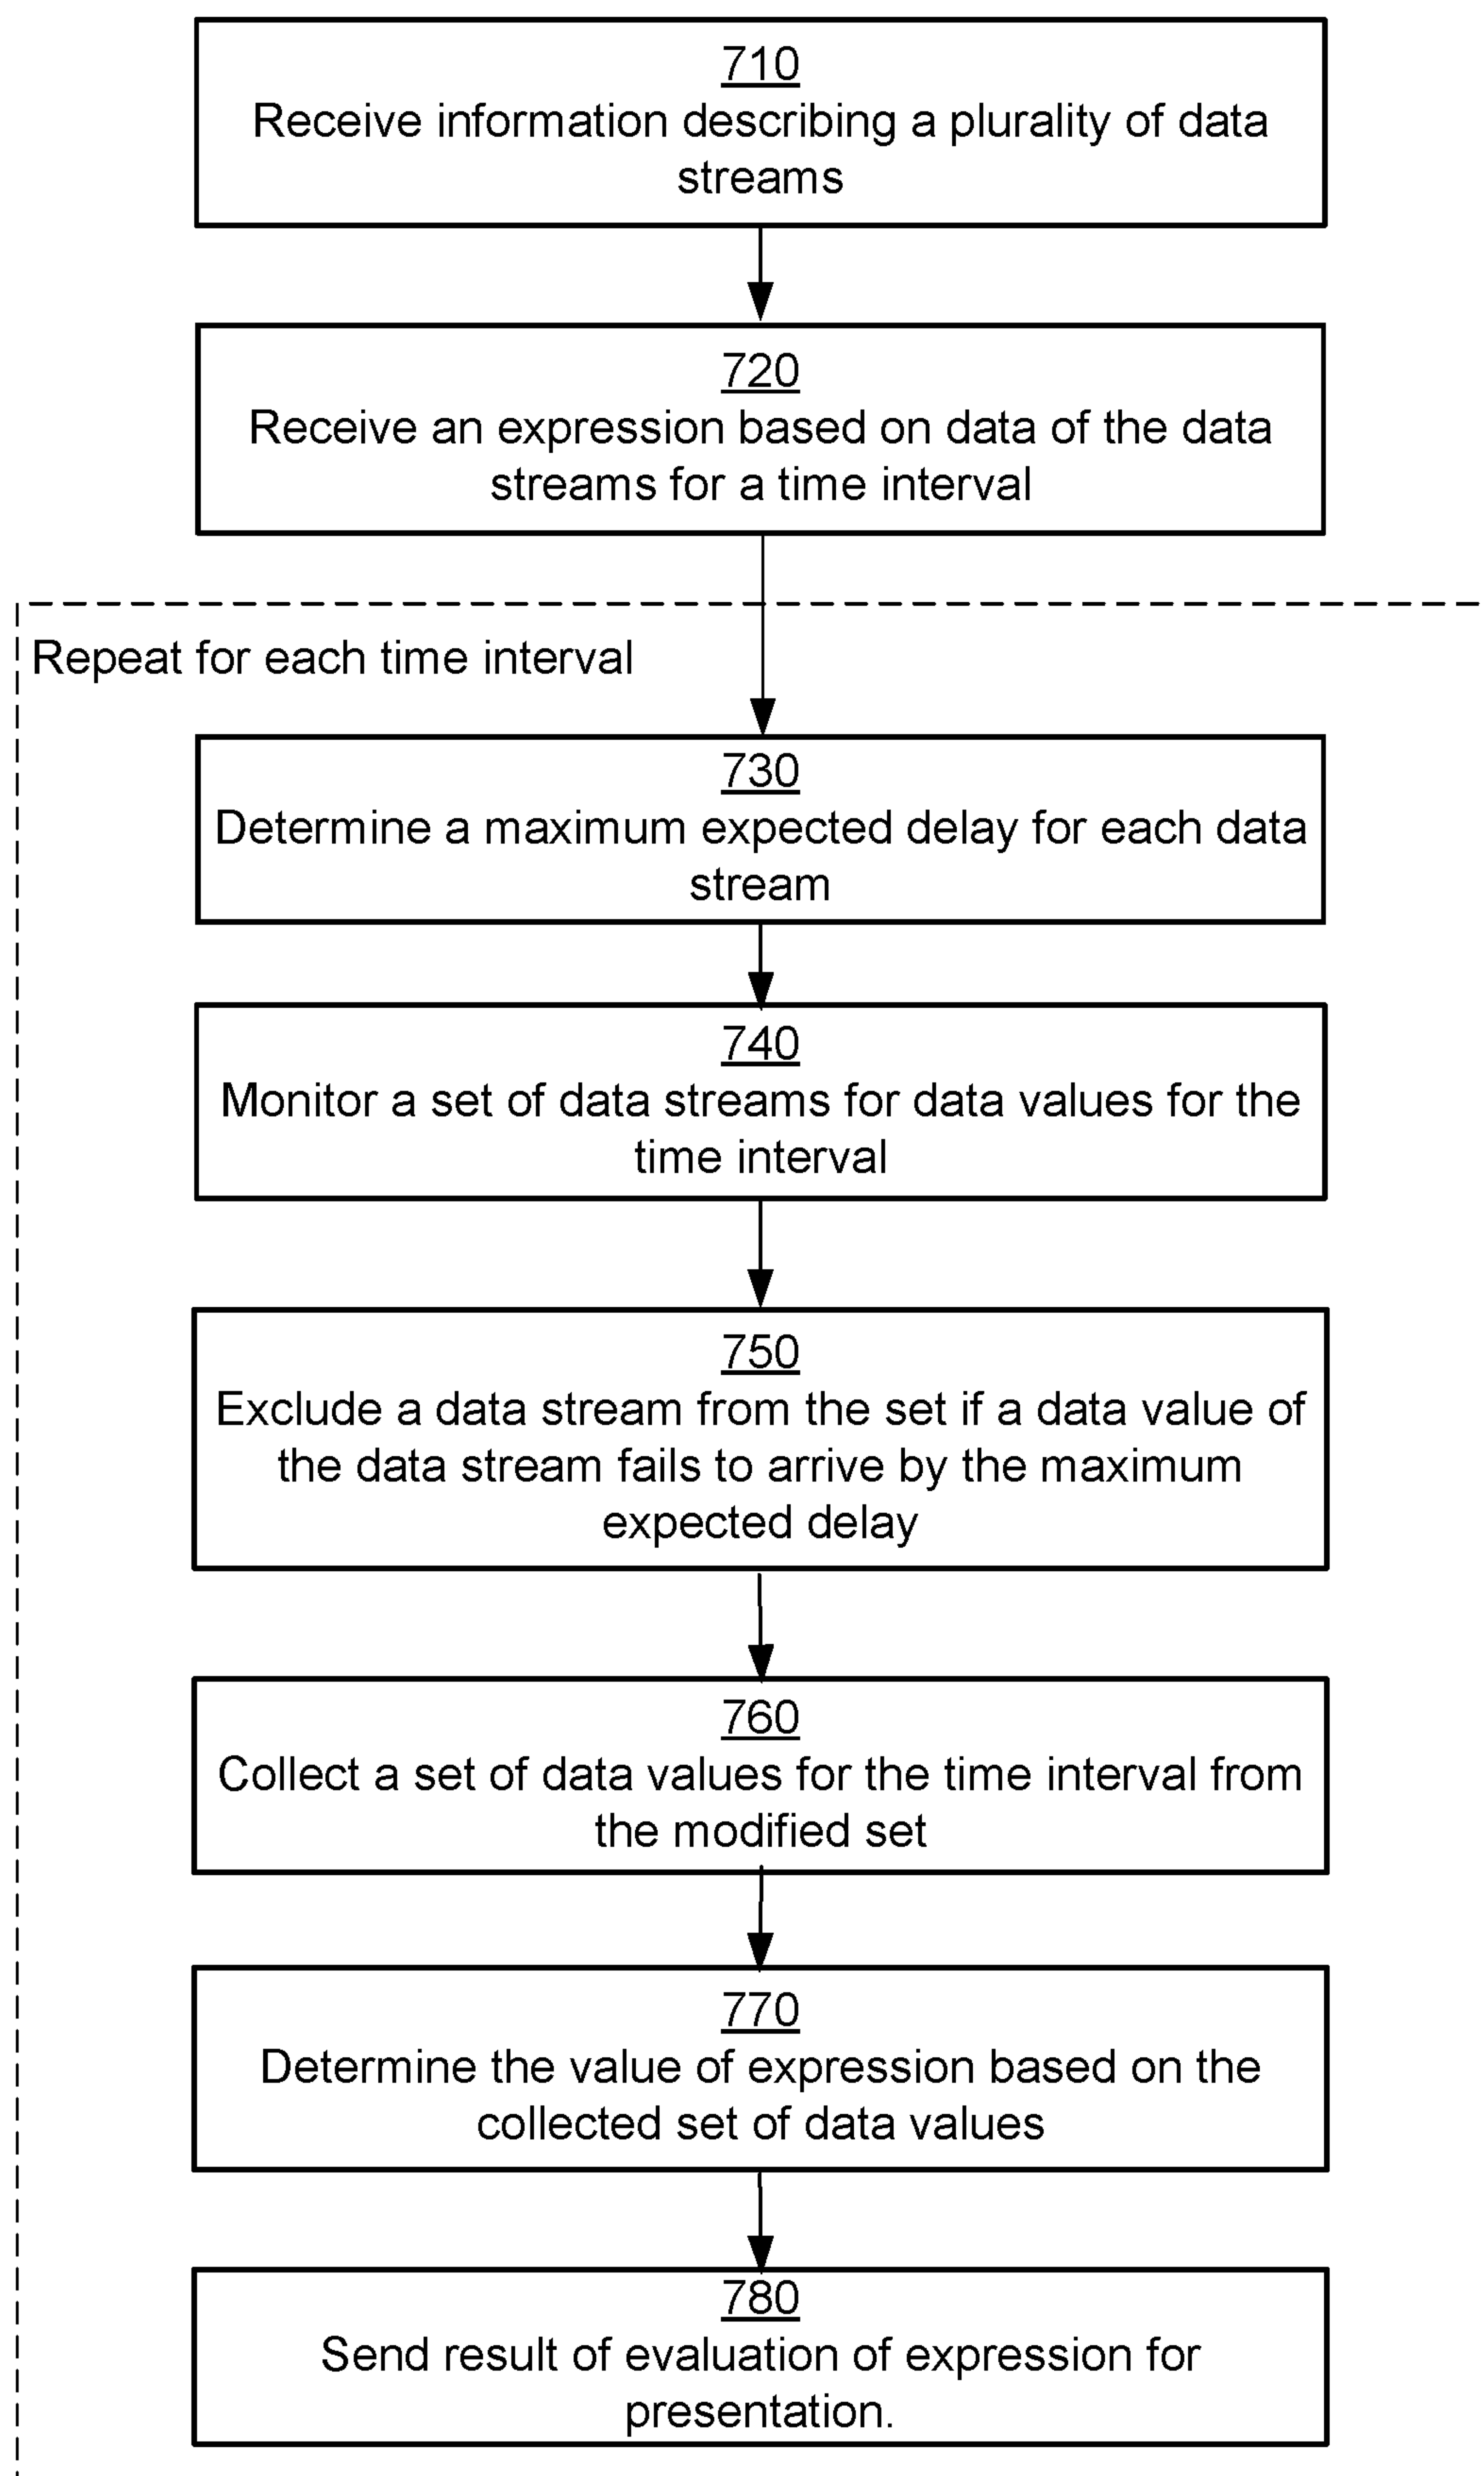 710
Receive information describing a plurality of data
streams
720
Receive an expression based on data of the data
streams for a time interval
Repeat for each time interval
730
Determine a maximum expected delay for each data
stream
740
Monitor a set of data streams for data values for the
time interval
750
Exclude a data stream from the set if a data value of
the data stream fails to arrive by the maximum
expected delay
760
Collect a set of data values for the time interval from
the modified set
770
Determine the value of expression based on the
collected set of data values
780
Send result of evaluation of expression for
presentation.